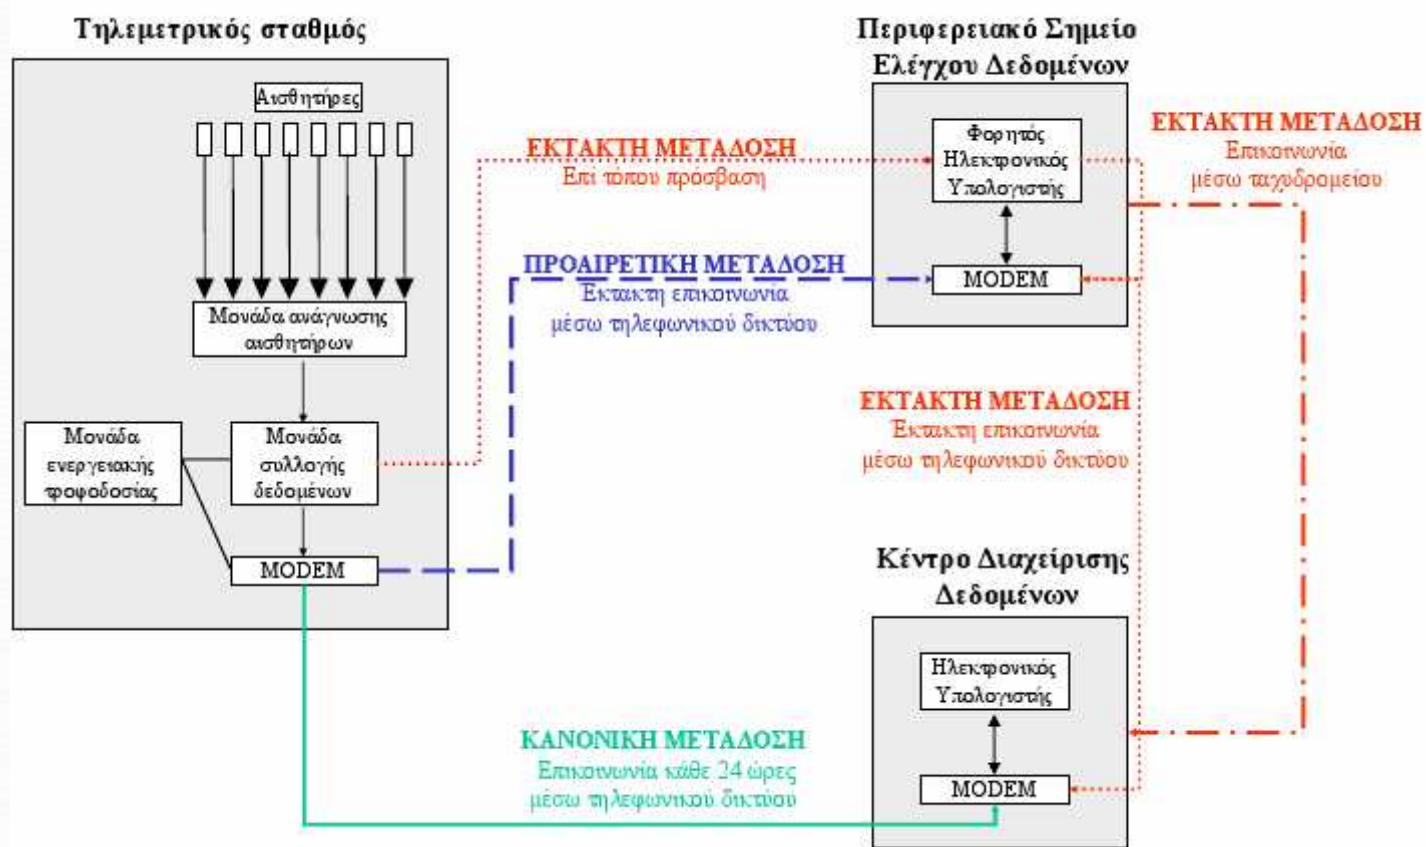 Τηλεμετρικός σταθμός
Αισθητήρες
Μονάδα ανάγνωσης
αισθητήρων
Μονάδα
ενεργειακής
τροφοδοσίας
Μονάδα
συλλογής
δεδομένων
MODEM
ΕΚΤΑΚΤΗ ΜΕΤΑΔΟΣΗ
Επί τόπου πρόσβαση
ΠΡΟΑΙΡΕΤΙΚΗ ΜΕΤΑΔΟΣΗ
Έκτακτη επικοινωνία
μέσω τηλεφωνικού δικτύου
ΚΑΝΟΝΙΚΗ ΜΕΤΑΔΟΣΗ
Επικοινωνία κάθε 24 ώρες
μέσω τηλεφωνικού δικτύου
Περιφερειακό Σημείο
Ελέγχου Δεδομένων
Φορητός
Ηλεκτρονικός
Υπολογιστής
MODEM
ΕΚΤΑΚΤΗ ΜΕΤΑΔΟΣΗ
Επικοινωνία
μέσω ταχυδρομείου
ΕΚΤΑΚΤΗ ΜΕΤΑΔΟΣΗ
Έκτακτη επικοινωνία
μέσω τηλεφωνικού δικτύου
Κέντρο Διαχείρισης
Δεδομένων
Ηλεκτρονικός
Υπολογιστής
MODEM